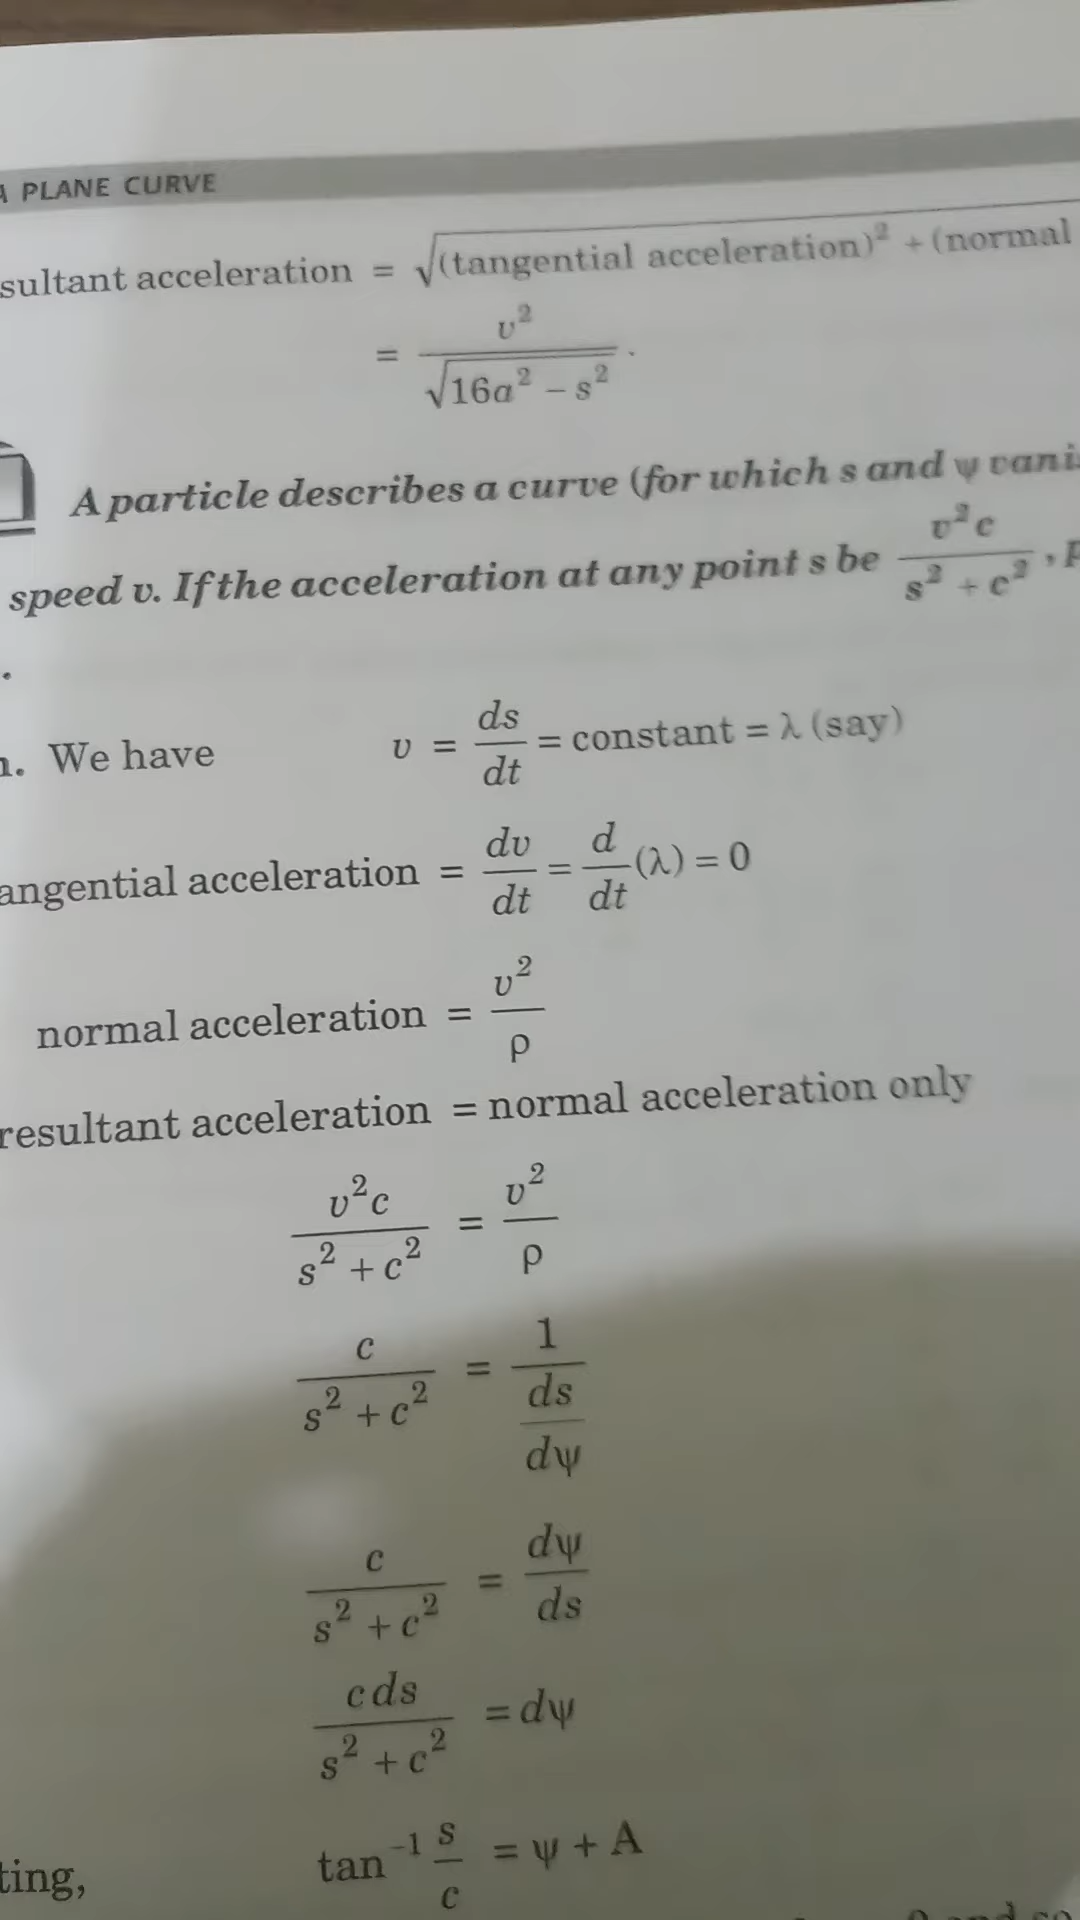 A PLANE CURVE
sultant acceleration = √(tangential acceleration)² + (normal
= v² / √16a² − s² .
A particle describes a curve (for which s and ψ vani
speed v. If the acceleration at any point s be v²c / s² + c² ,
. We have v = ds/dt = constant = λ (say)
angential acceleration = dv/dt = d/dt (λ) = 0
normal acceleration = v²/ρ
resultant acceleration = normal acceleration only
v²c / s² + c² = v²/ρ
c / s² + c² = 1 / ds/dψ
c / s² + c² = dψ/ds
c ds / s² + c² = dψ
ting, tan⁻¹ s/c = ψ + A